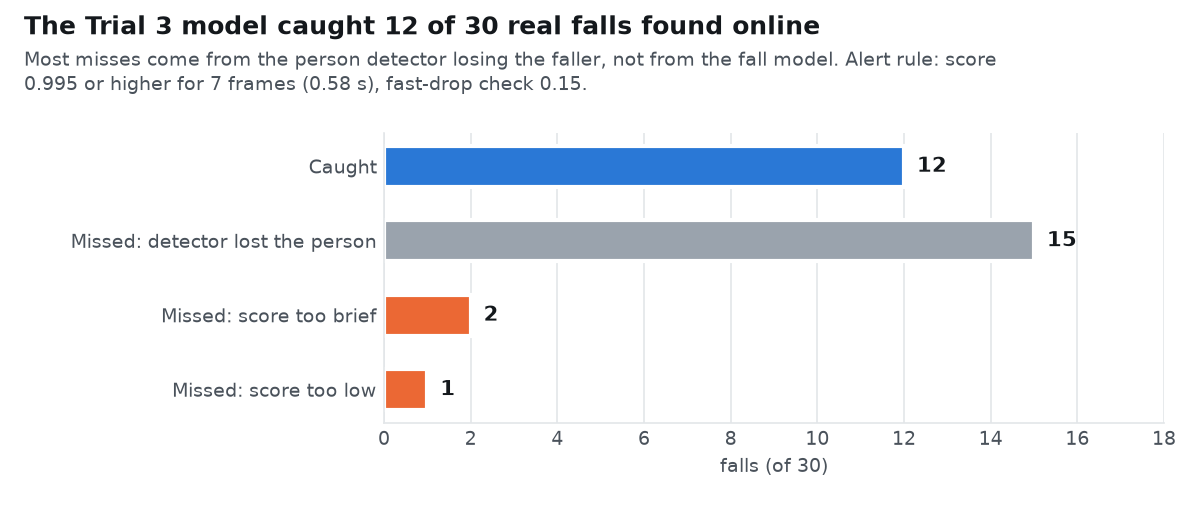 The Trial 3 model caught 12 of 30 real falls found online
Most misses come from the person detector losing the faller, not from the fall model. Alert rule: score
0.995 or higher for 7 frames (0.58 s), fast-drop check 0.15.
Caught 12
Missed: detector lost the person 15
Missed: score too brief 2
Missed: score too low 1
0 2 4 6 8 10 12 14 16 18
falls (of 30)